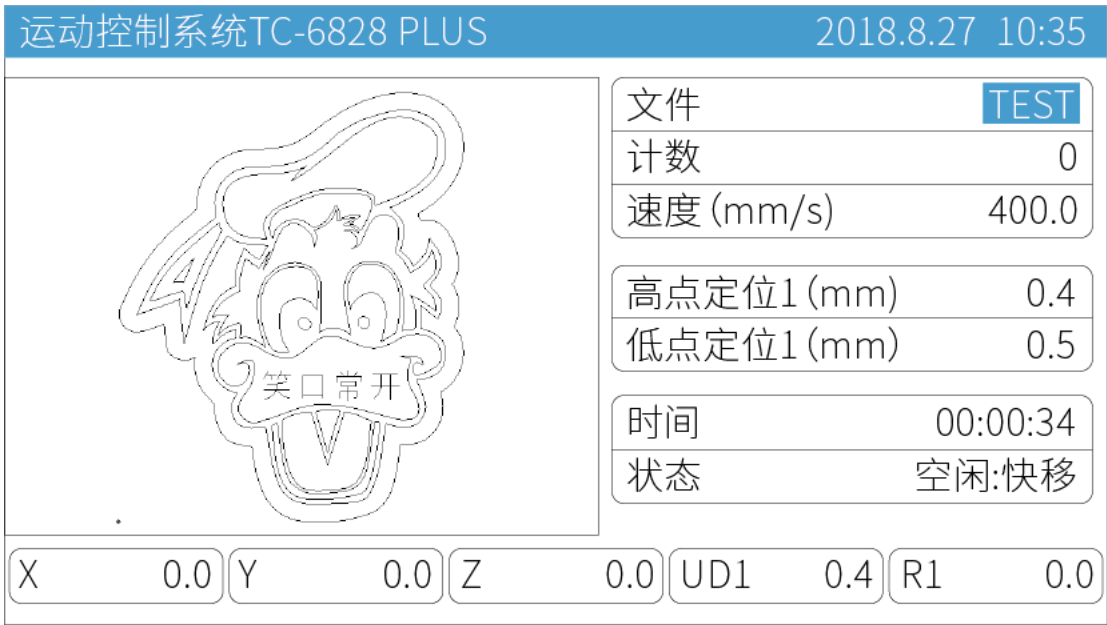 运动控制系统TC-6828 PLUS 2018.8.27 10:35
笑口常开
文件 TEST
计数 0
速度(mm/s) 400.0
高点定位1(mm) 0.4
低点定位1(mm) 0.5
时间 00:00:34
状态 空闲:快移
X 0.0 Y 0.0 Z 0.0 UD1 0.4 R1 0.0